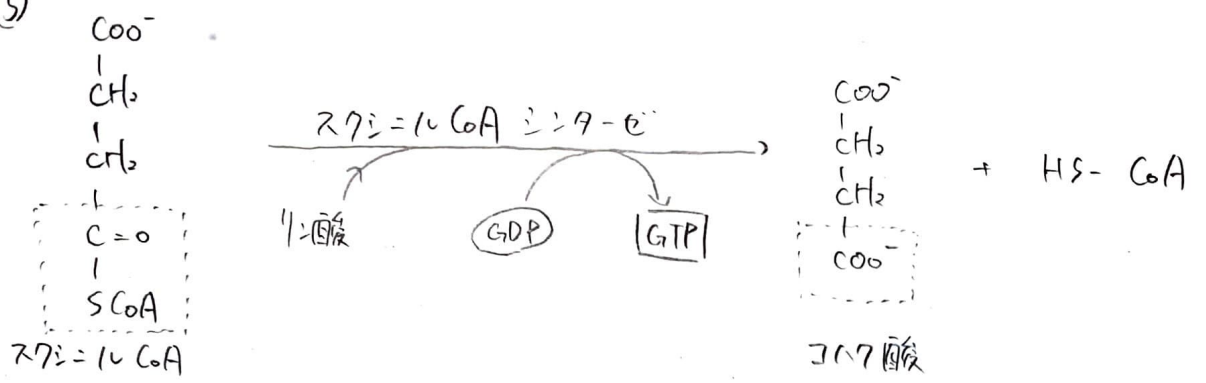 5)
COO⁻
CH₂
CH₂
C=O
SCoA
スクシニルCoA
スクシニルCoA シンターゼ
リン酸
GDP
GTP
COO⁻
CH₂
CH₂
COO⁻
コハク酸
+ HS-CoA